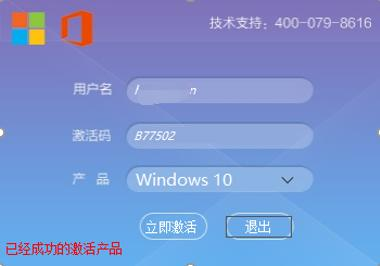 技术支持：400-079-8616
用户名
激活码 B77502
产 品 Windows 10
立即激活 退出
已经成功的激活产品